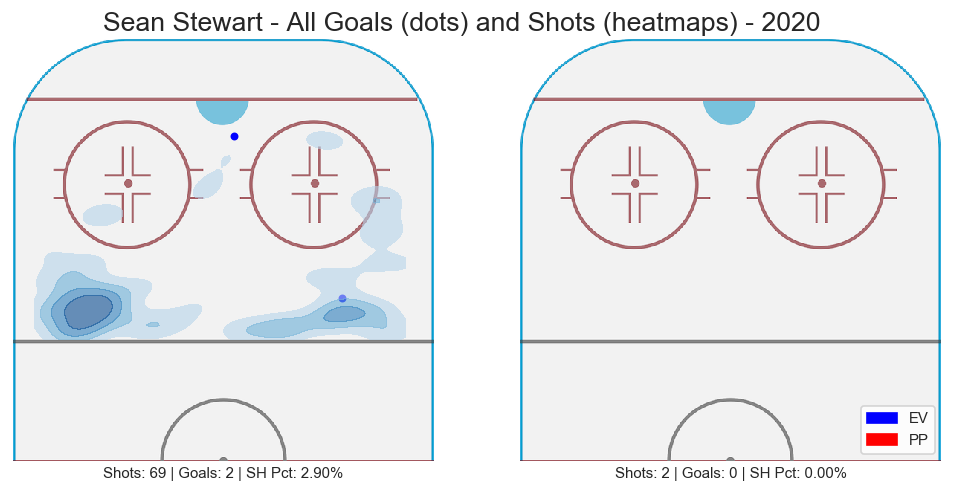 Sean Stewart - All Goals (dots) and Shots (heatmaps) - 2020
EV
PP
Shots: 69 | Goals: 2 | SH Pct: 2.90%
Shots: 2 | Goals: 0 | SH Pct: 0.00%